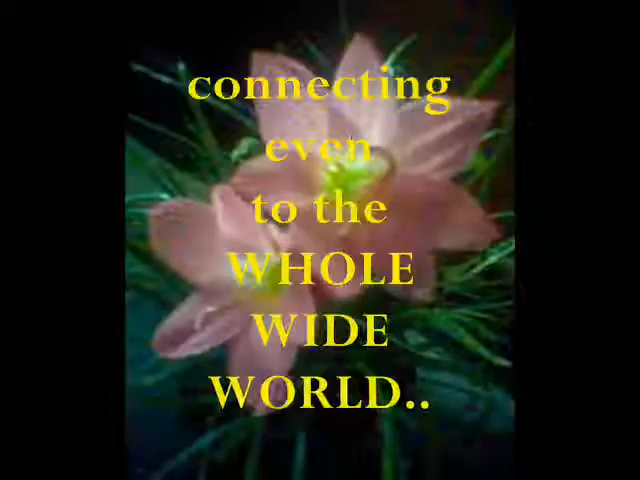 connecting
even
to the
WHOLE
WIDE
WORLD..